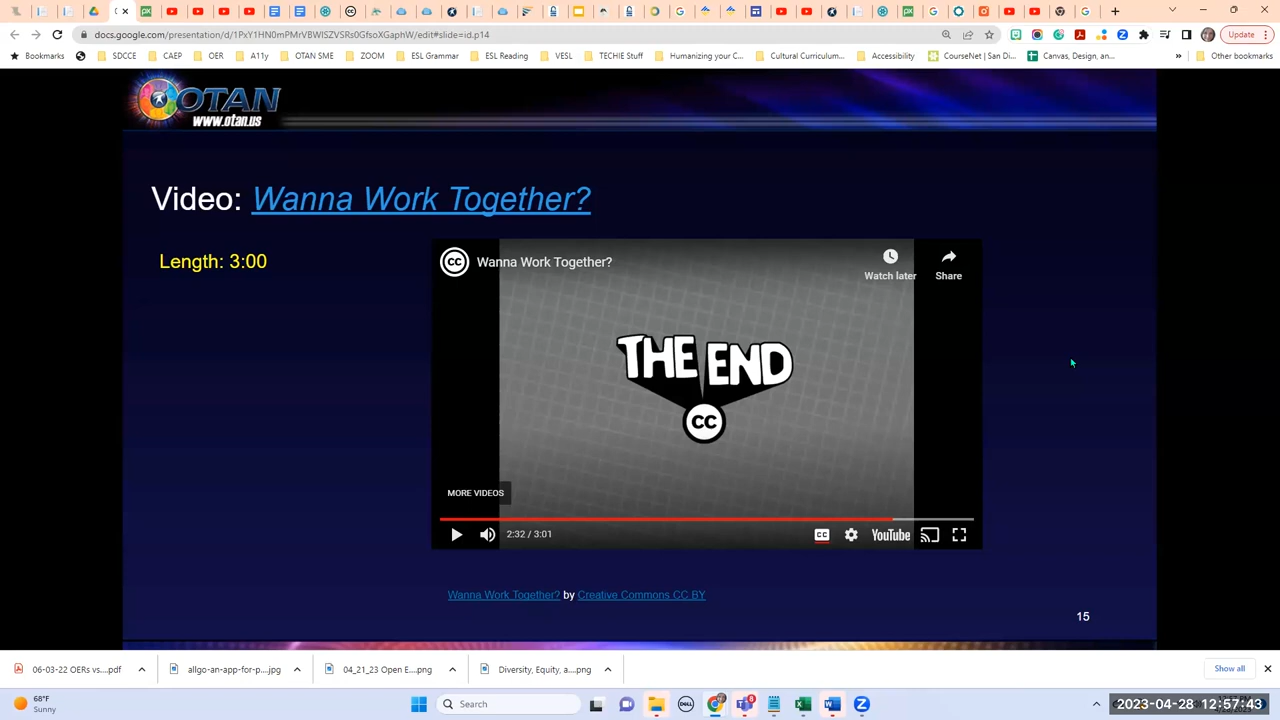 Update
docs.google.com/presentation/d/1PxY1HN0mPMrVBWlSZVSRs0GfsoXGaphW/edit#slide=id.p14
Bookmarks SDCCE CAEP OER A11y OTAN SME ZOOM ESL Grammar ESL Reading VESL TECHIE Stuff Humanizing your C... Cultural Curriculum... Accessibility CourseNet | San Di... Canvas, Design, an... » Other bookmarks
OTAN
www.otan.us
Video: Wanna Work Together?
Length: 3:00
CC Wanna Work Together?
Watch later Share
THE END
CC
MORE VIDEOS
2:32 / 3:01 CC YouTube
Wanna Work Together? by Creative Commons CC BY
15
06-03-22 OERs vs....pdf allgo-an-app-for-p....jpg 04_21_23 Open E....png Diversity, Equity, a....png Show all
68°F
Sunny
Search
2023-04-28 12:57:43